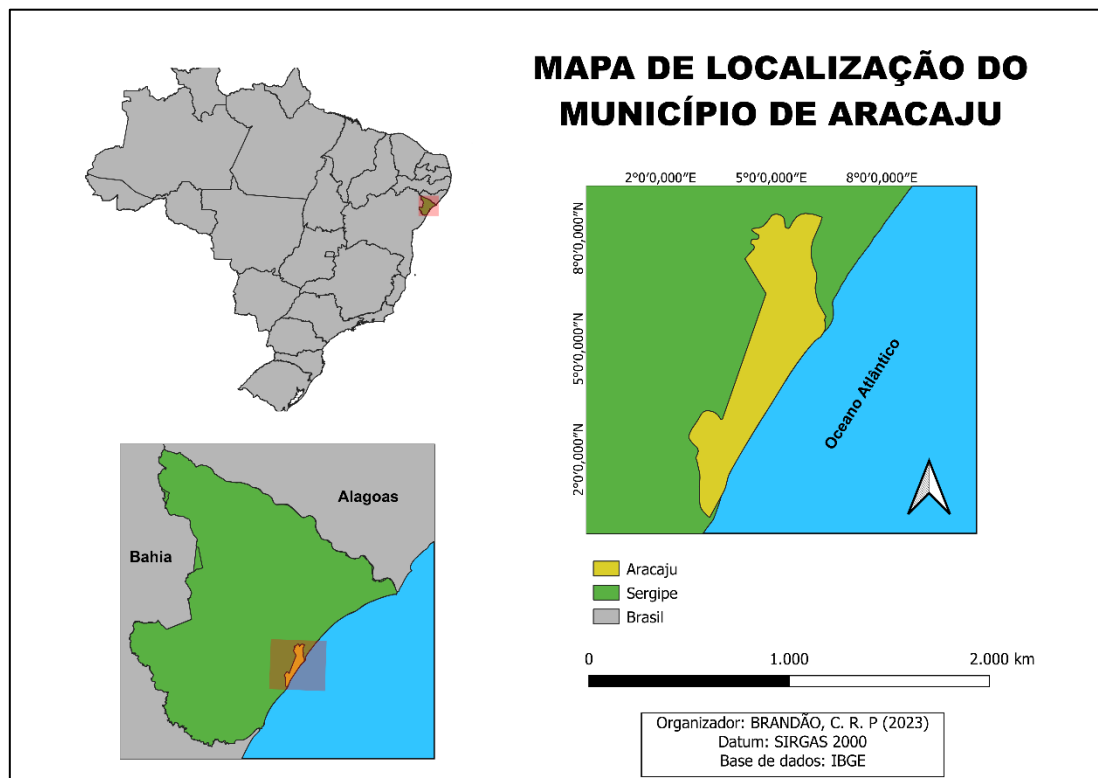 MAPA DE LOCALIZAÇÃO DO
MUNICÍPIO DE ARACAJU
2°0'0,000"E 5°0'0,000"E 8°0'0,000"E
8°0'0,000"N
5°0'0,000"N
2°0'0,000"N
Oceano Atlântico
Alagoas
Bahia
Aracaju
Sergipe
Brasil
0 1.000 2.000 km
Organizador: BRANDÃO, C. R. P (2023)
Datum: SIRGAS 2000
Base de dados: IBGE